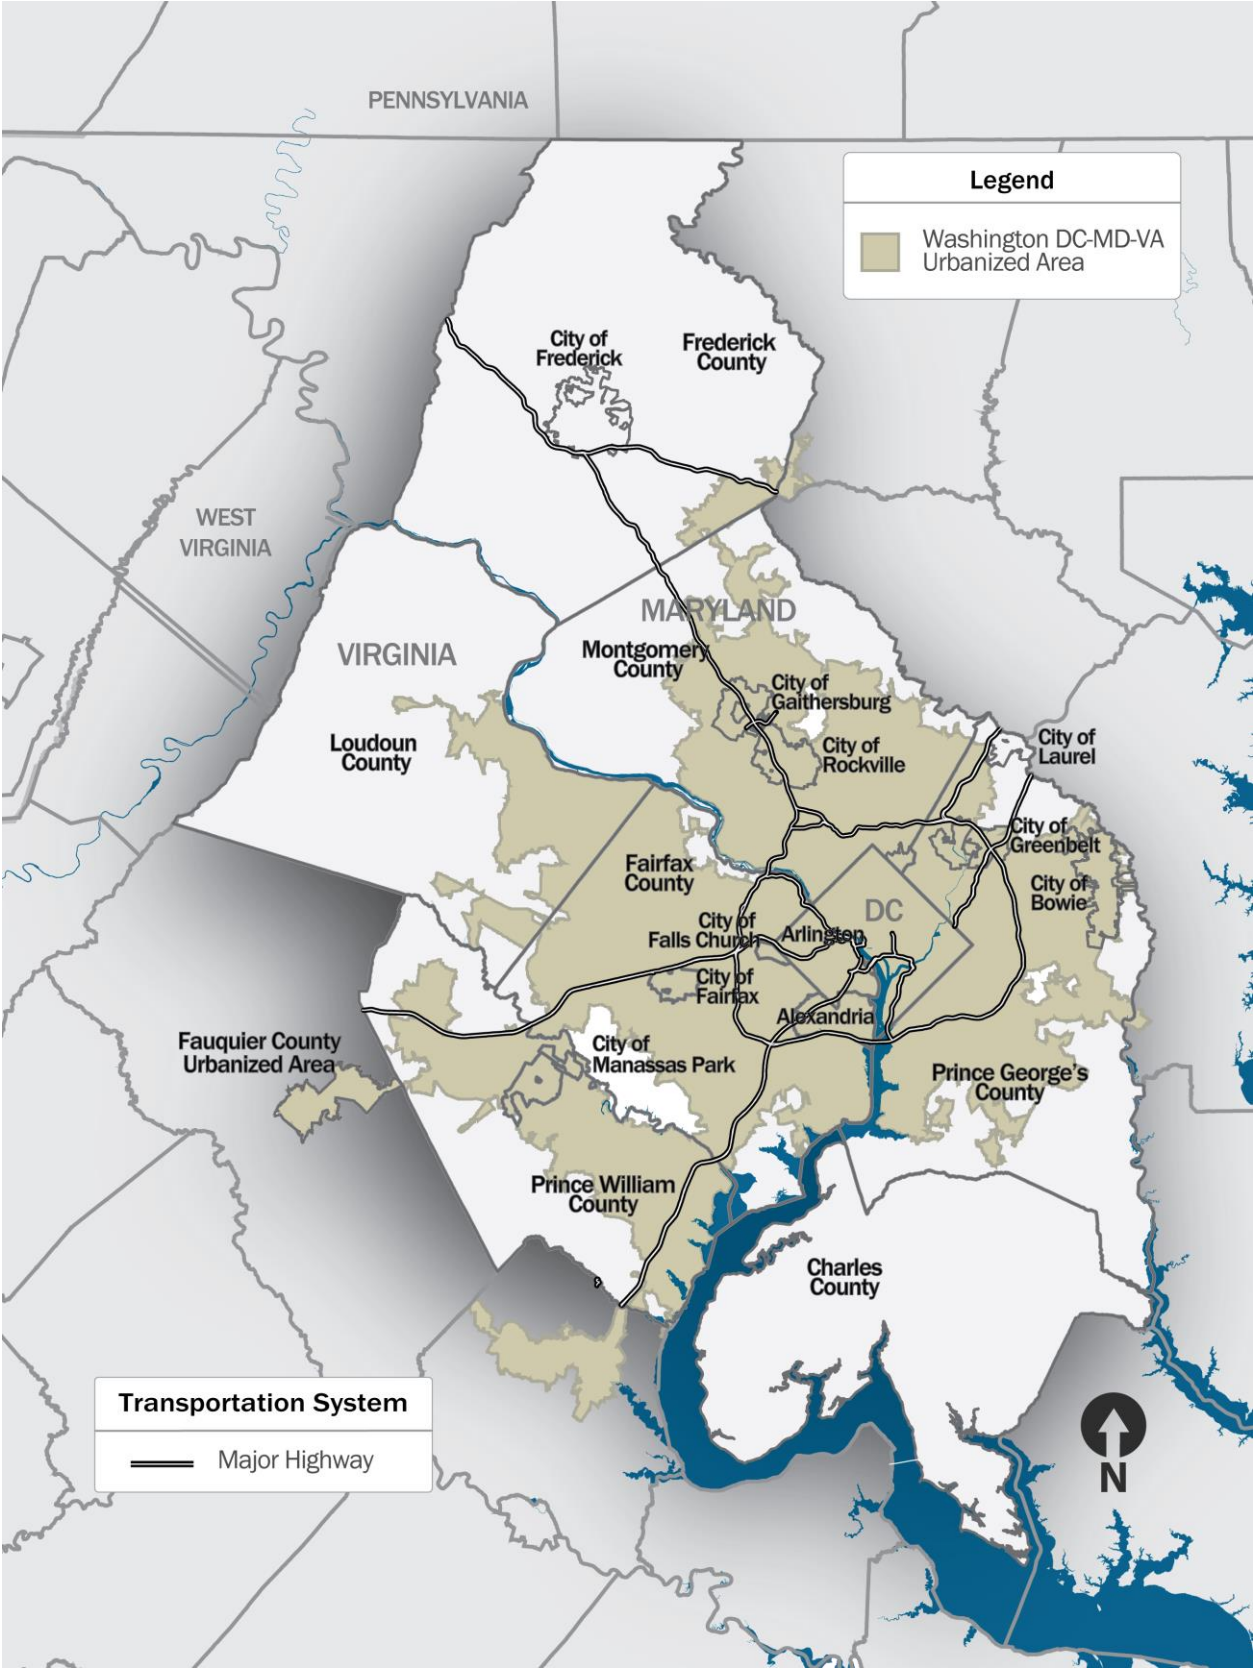 PENNSYLVANIA
Legend
Washington DC-MD-VA
Urbanized Area
City of
Frederick
Frederick
County
WEST
VIRGINIA
MARYLAND
VIRGINIA
Montgomery
County
City of
Gaithersburg
Loudoun
County
City of
Rockville
City of
Laurel
City of
Greenbelt
Fairfax
County
City of
Bowie
DC
City of
Falls Church
Arlington
City of
Fairfax
Alexandria
Fauquier County
Urbanized Area
City of
Manassas Park
Prince George's
County
Prince William
County
Charles
County
Transportation System
Major Highway
N